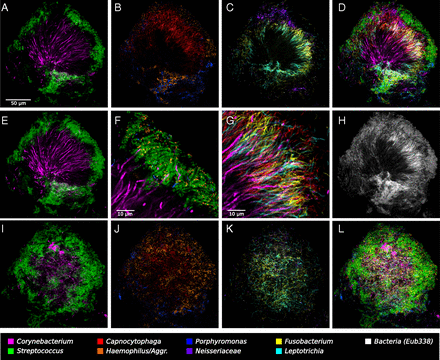 A B C D
50 µm
E F G H
10 µm 10 µm
I J K L
Corynebacterium Capnocytophaga Porphyromonas Fusobacterium Bacteria (Eub338)
Streptococcus Haemophilus/Aggr. Neisseriaceae Leptotrichia